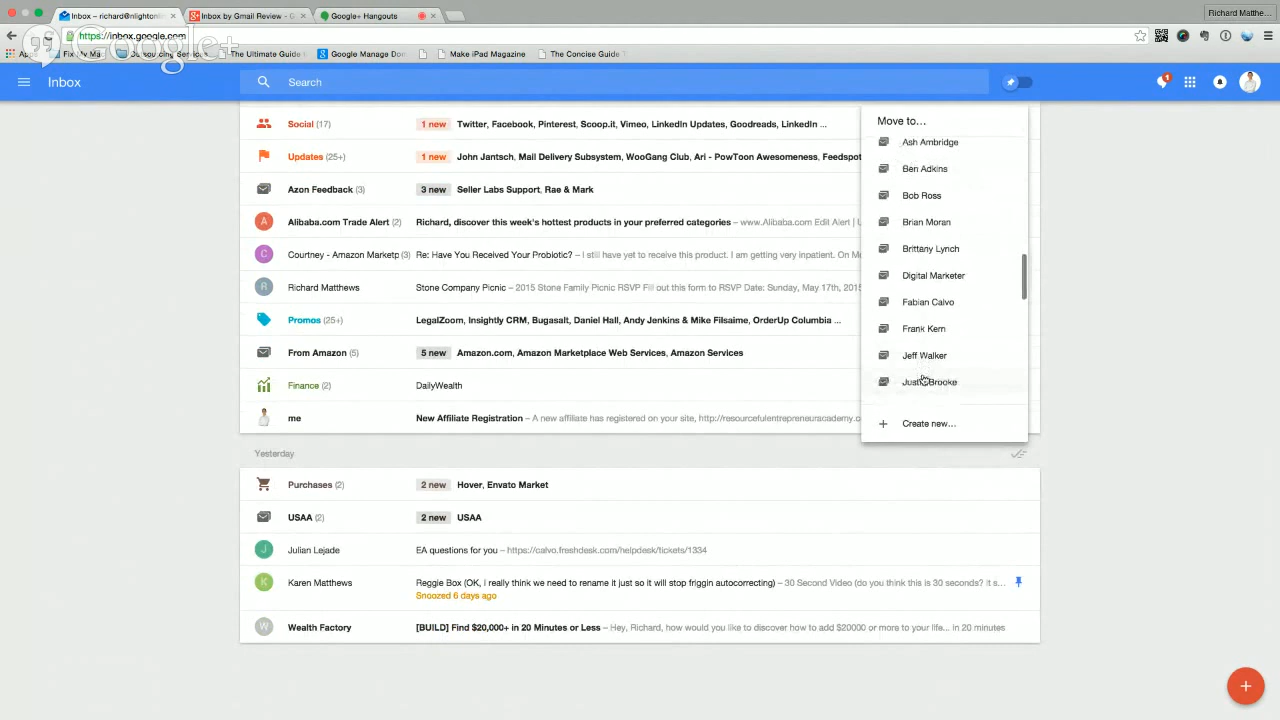 Inbox – richard@nlightonlin
Inbox by Gmail Review - G
Google+ Hangouts
Richard Matthe...
https://inbox.google.com
Google+
Apps
Fix My Mac
Outsourcing Services
The Ultimate Guide
Google Manage Dom
Make iPad Magazine
The Concise Guide T
Inbox
Search
1
Social (17)
1 new
Twitter, Facebook, Pinterest, Scoop.it, Vimeo, LinkedIn Updates, Goodreads, LinkedIn ...
Updates (25+)
1 new
John Jantsch, Mail Delivery Subsystem, WooGang Club, Ari - PowToon Awesomeness, Feedspot
Azon Feedback (3)
3 new
Seller Labs Support, Rae & Mark
A
Alibaba.com Trade Alert (2)
Richard, discover this week's hottest products in your preferred categories – www.Alibaba.com Edit Alert | U
C
Courtney - Amazon Marketp (3)
Re: Have You Received Your Probiotic? – I still have yet to receive this product. I am getting very inpatient. On M
R
Richard Matthews
Stone Company Picnic – 2015 Stone Family Picnic RSVP Fill out this form to RSVP Date: Sunday, May 17th, 2015
Promos (25+)
LegalZoom, Insightly CRM, Bugasalt, Daniel Hall, Andy Jenkins & Mike Filsaime, OrderUp Columbia ...
From Amazon (5)
5 new
Amazon.com, Amazon Marketplace Web Services, Amazon Services
Finance (2)
DailyWealth
me
New Affiliate Registration – A new affiliate has registered on your site, http://resourcefulentrepreneuracademy.c
Move to…
Ash Ambridge
Ben Adkins
Bob Ross
Brian Moran
Brittany Lynch
Digital Marketer
Fabian Calvo
Frank Kern
Jeff Walker
Justin Brooke
+ Create new…
Yesterday
Purchases (2)
2 new
Hover, Envato Market
USAA (2)
2 new
USAA
J
Julian Lejade
EA questions for you – https://calvo.freshdesk.com/helpdesk/tickets/1334
K
Karen Matthews
Reggie Box (OK, i really think we need to rename it just so it will stop friggin autocorrecting) – 30 Second Video (do you think this is 30 seconds? it s...
Snoozed 6 days ago
W
Wealth Factory
[BUILD] Find $20,000+ in 20 Minutes or Less – Hey, Richard, how would you like to discover how to add $20000 or more to your life... in 20 minutes